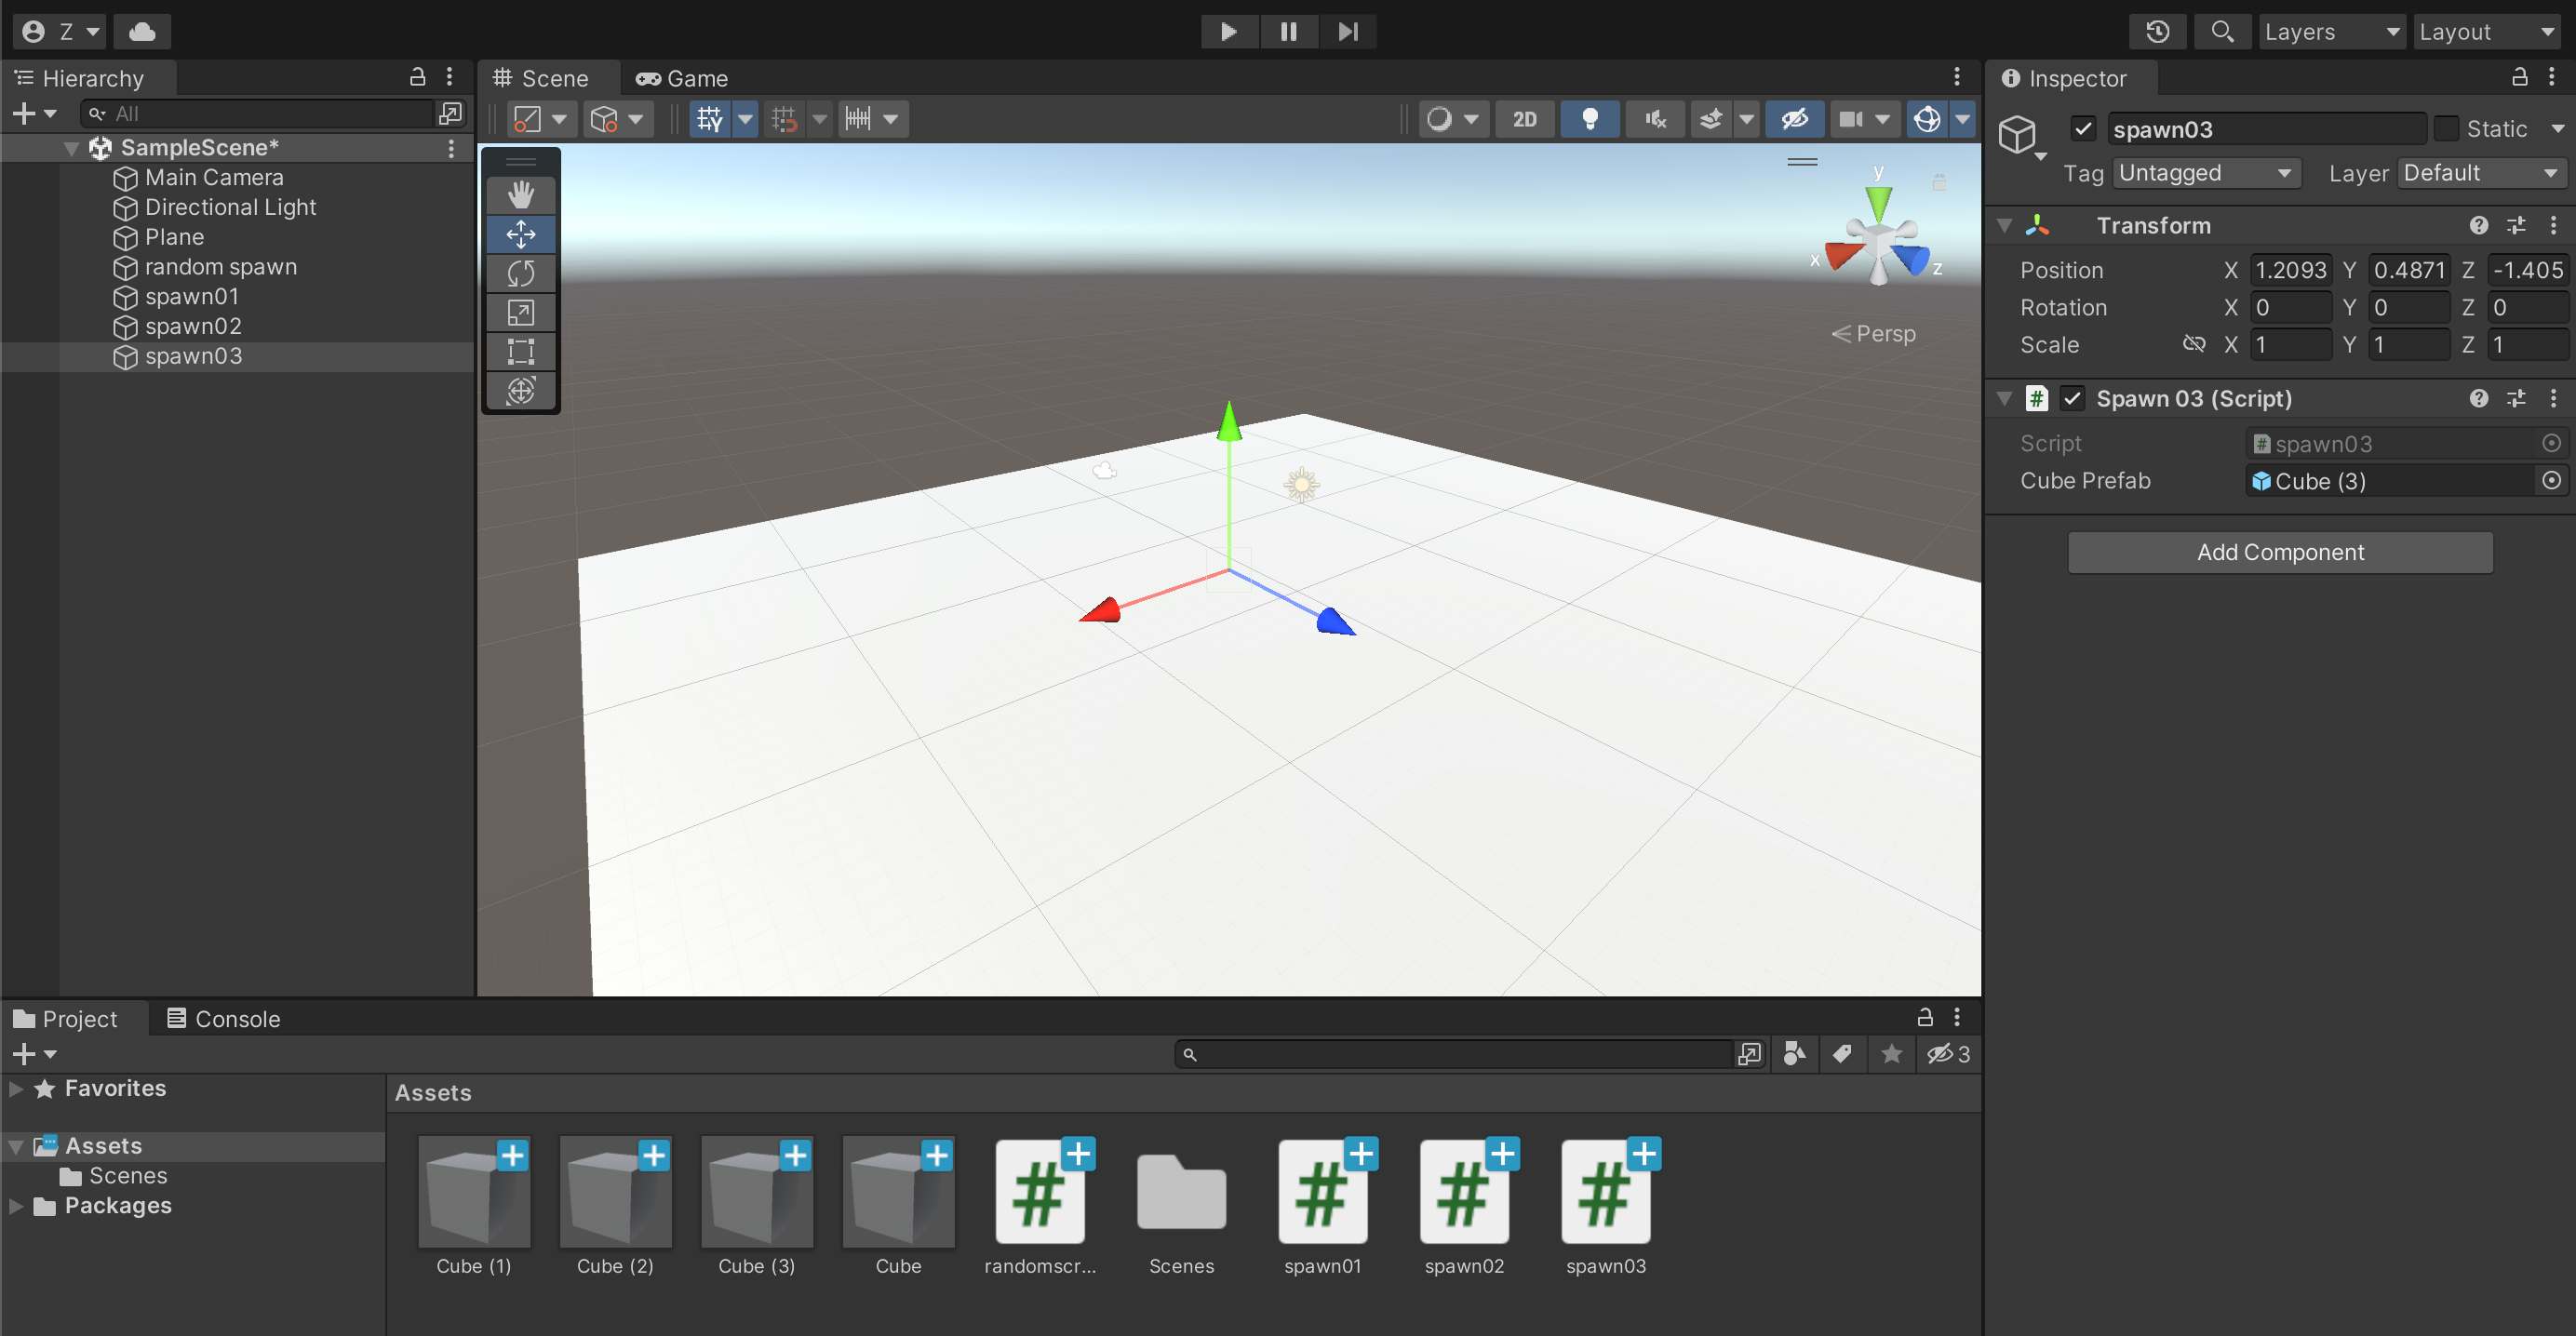 Z
Layers
Layout
Hierarchy
All
SampleScene*
Main Camera
Directional Light
Plane
random spawn
spawn01
spawn02
spawn03
Scene
Game
2D
y
x
z
Persp
Inspector
spawn03
Static
Tag Untagged Layer Default
Transform
Position X 1.2093 Y 0.4871 Z -1.405
Rotation X 0 Y 0 Z 0
Scale X 1 Y 1 Z 1
# Spawn 03 (Script)
Script # spawn03
Cube Prefab Cube (3)
Add Component
Project
Console
3
Favorites
Assets
Scenes
Packages
Assets
Cube (1)
Cube (2)
Cube (3)
Cube
randomscr...
Scenes
spawn01
spawn02
spawn03